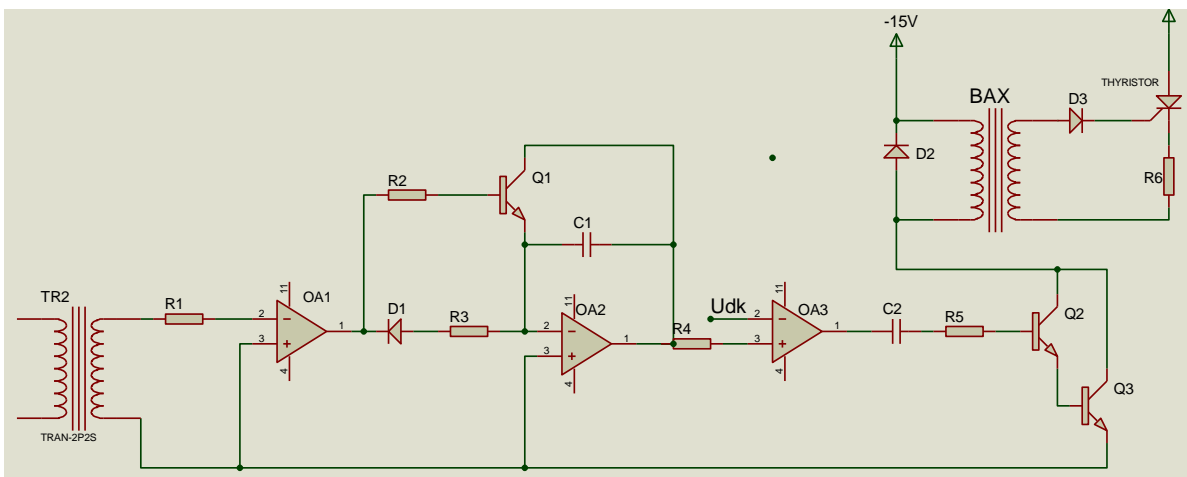 -15V
THYRISTOR
BAX
D3
D2
R6
R2
Q1
C1
TR2
R1
11
OA1
2
3
1
4
D1
R3
11
OA2
2
3
1
4
R4
Udk
11
OA3
2
3
1
4
C2
R5
Q2
Q3
TRAN-2P2S